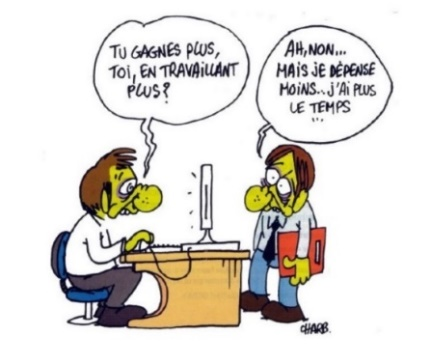 TU GAGNES PLUS,
TOI, EN TRAVAILLANT
PLUS?
AH, NON...
MAIS JE DÉPENSE
MOINS... J'AI PLUS
LE TEMPS
...
CHARB.